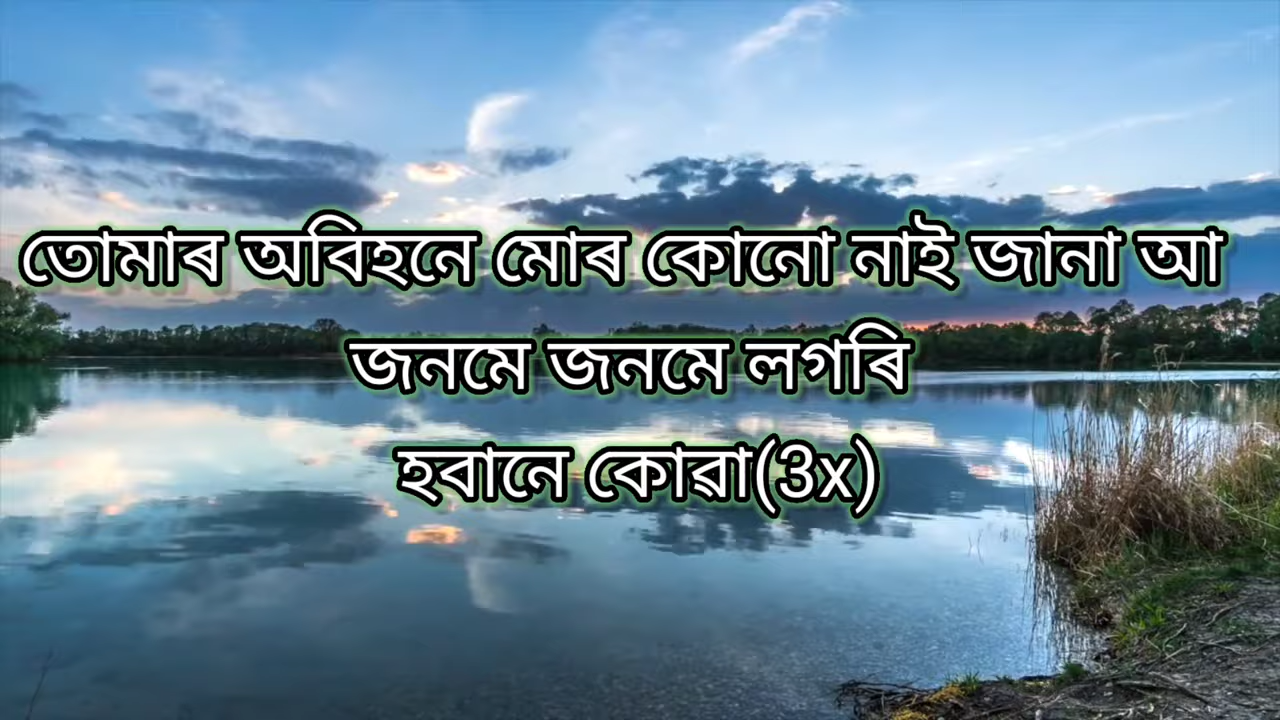 তোমাৰ অবিহনে মোৰ কোনো নাই জানা আ
জনমে জনমে লগৰি
হবানে কোৱা(3x)